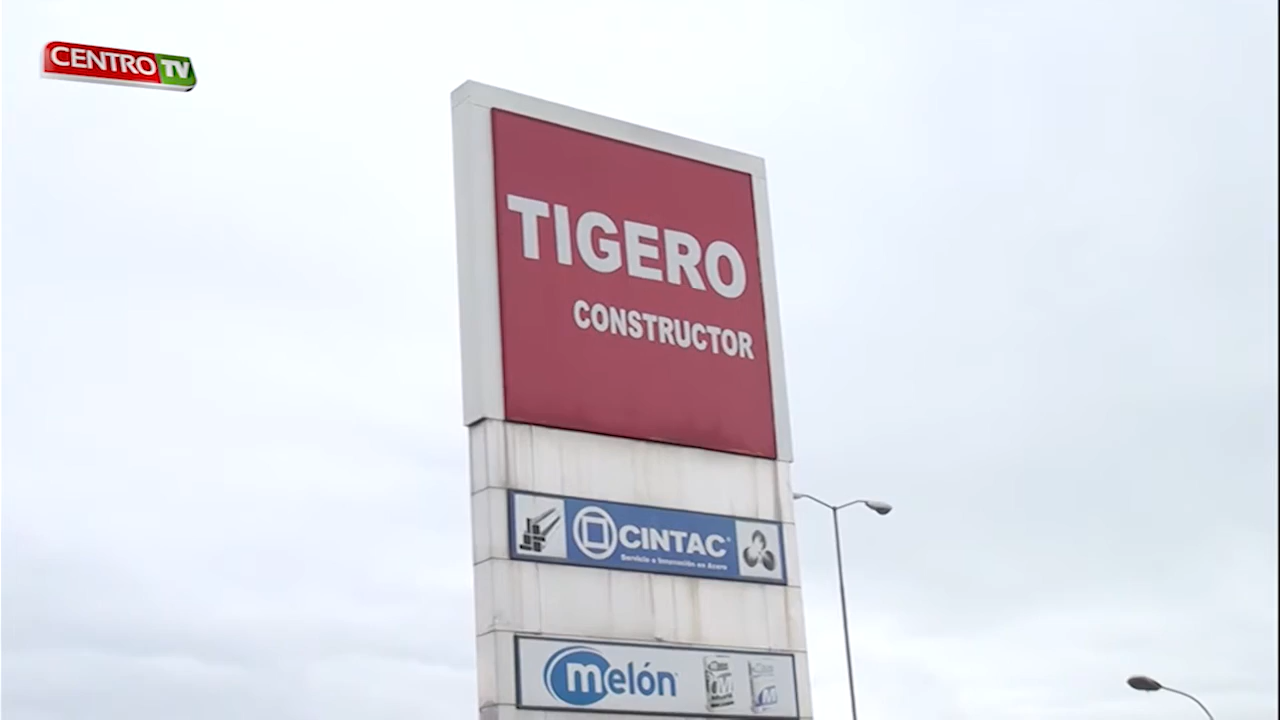 CENTRO TV
TIGERO
CONSTRUCTOR
CINTAC
Servicio e Innovación en Acero
melón